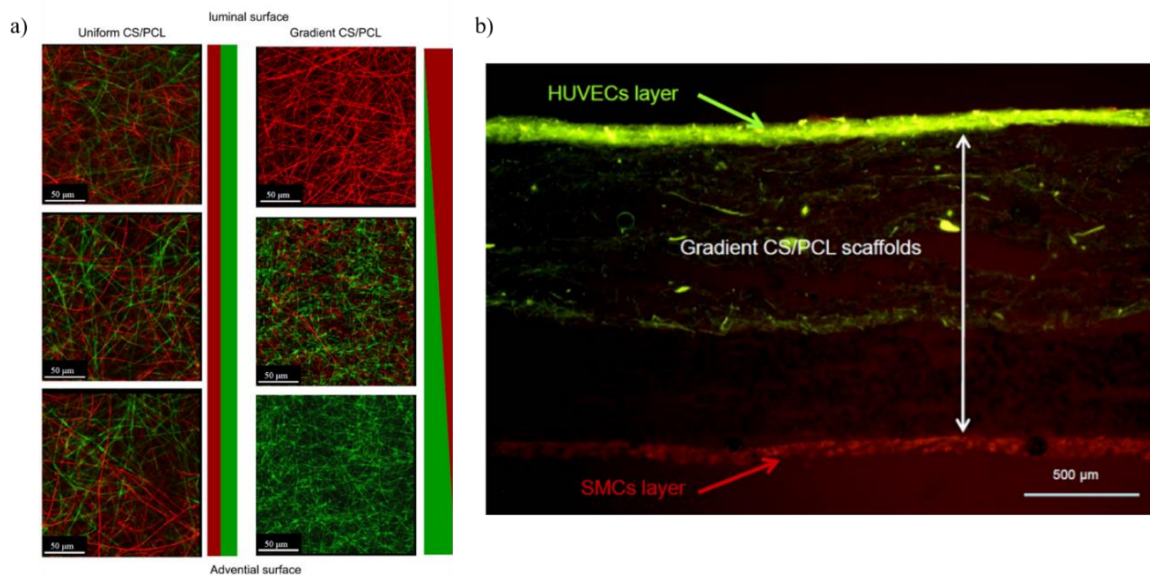 a)
luminal surface
Uniform CS/PCL
Gradient CS/PCL
50 μm
50 μm
50 μm
50 μm
50 μm
50 μm
Advential surface
b)
HUVECs layer
Gradient CS/PCL scaffolds
SMCs layer
500 μm